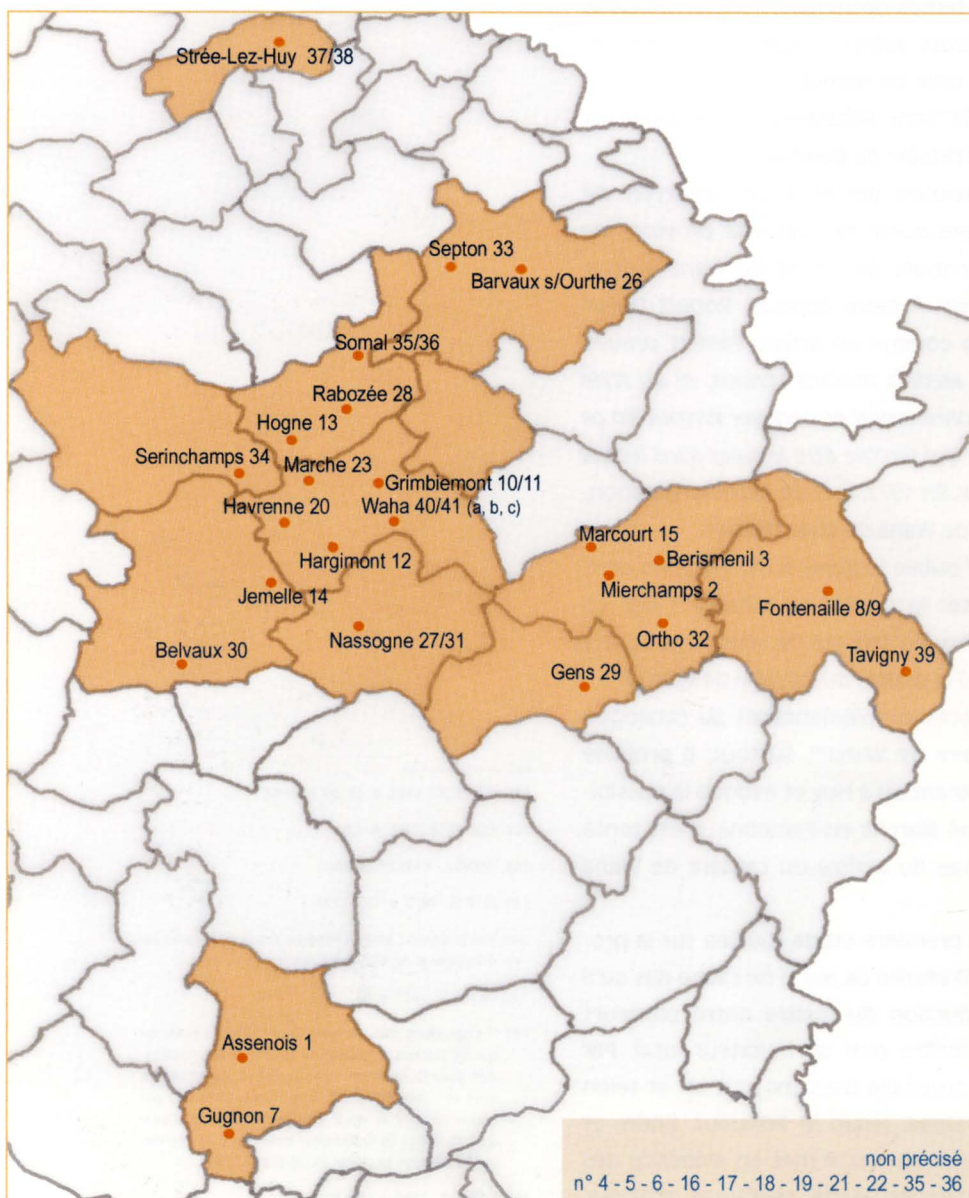 Strée-Lez-Huy 37/38
Septon 33
Barvaux s/Ourthe 26
Somal 35/36
Rabozée 28
Hogne 13
Serinchamps 34
Marche 23
Grimbiemont 10/11
Havrenne 20
Waha 40/41 (a, b, c)
Marcourt 15
Hargimont 12
Berismenil 3
Jemelle 14
Mierchamps 2
Fontenaille 8/9
Nassogne 27/31
Ortho 32
Belvaux 30
Gens 29
Tavigny 39
Assenois 1
Gugnon 7
non précisé
n° 4 - 5 - 6 - 16 - 17 - 18 - 19 - 21 - 22 - 35 - 36